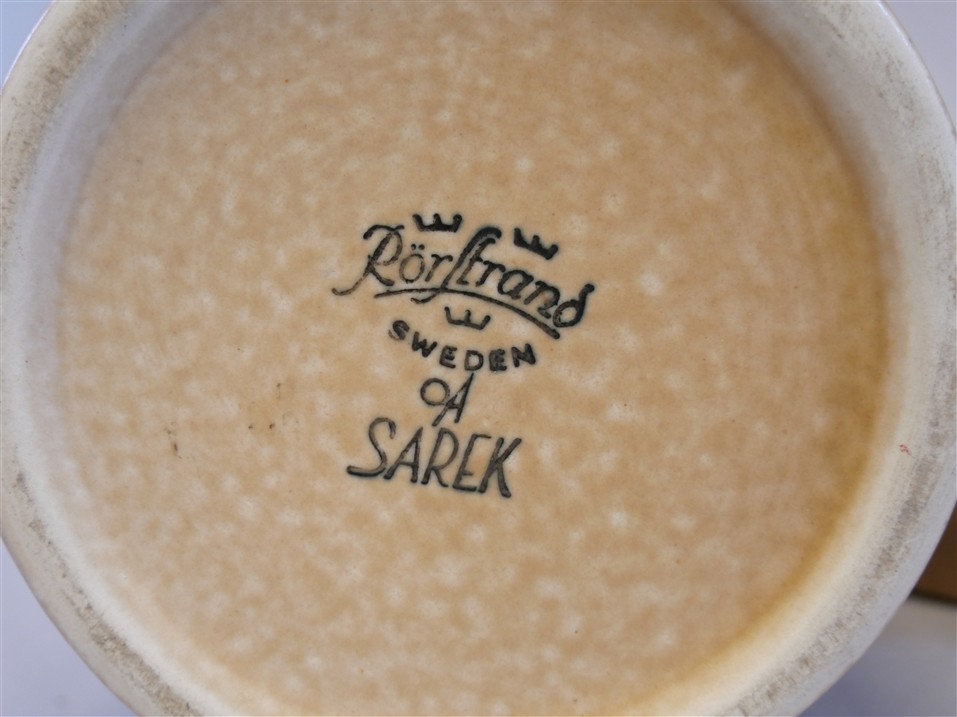 Rörstrand
SWEDEN
OA
SAREK